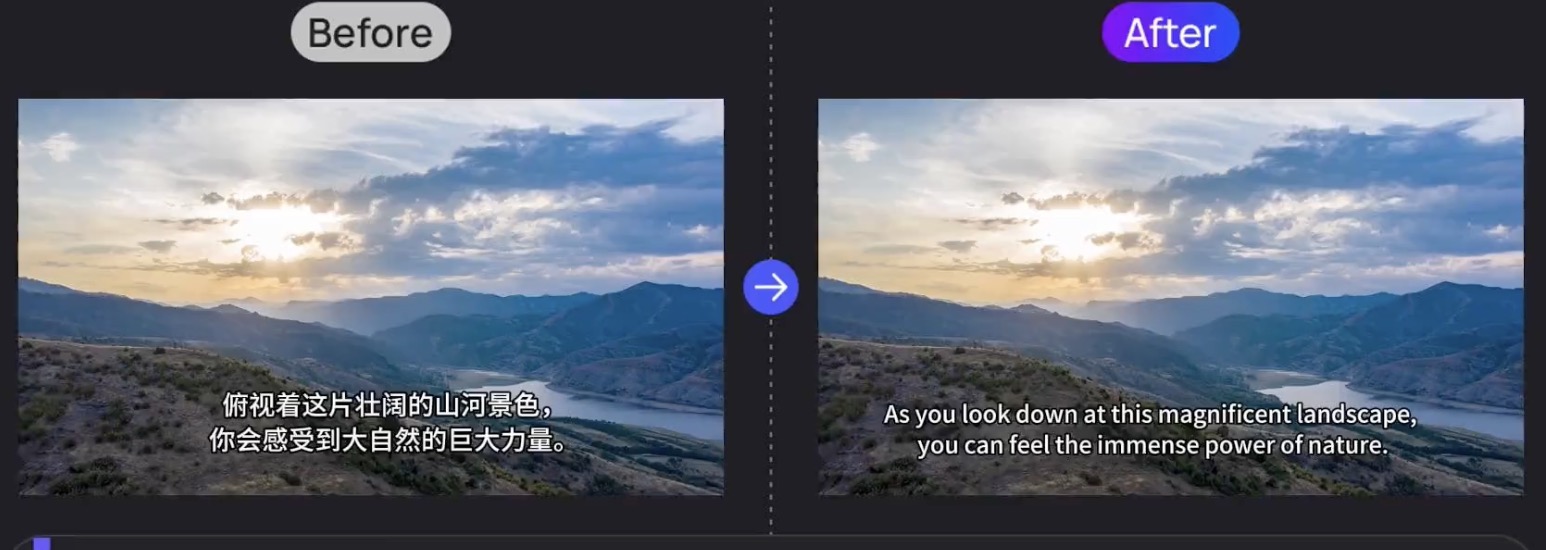 Before
After
俯视着这片壮阔的山河景色，
你会感受到大自然的巨大力量。
As you look down at this magnificent landscape,
you can feel the immense power of nature.